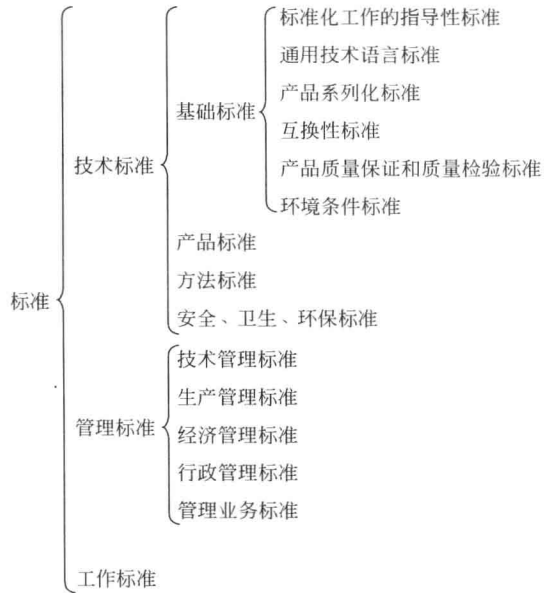 标准化工作的指导性标准
通用技术语言标准
产品系列化标准
基础标准
互换性标准
技术标准
产品质量保证和质量检验标准
环境条件标准
产品标准
方法标准
标准
安全、卫生、环保标准
技术管理标准
生产管理标准
管理标准
经济管理标准
行政管理标准
管理业务标准
工作标准